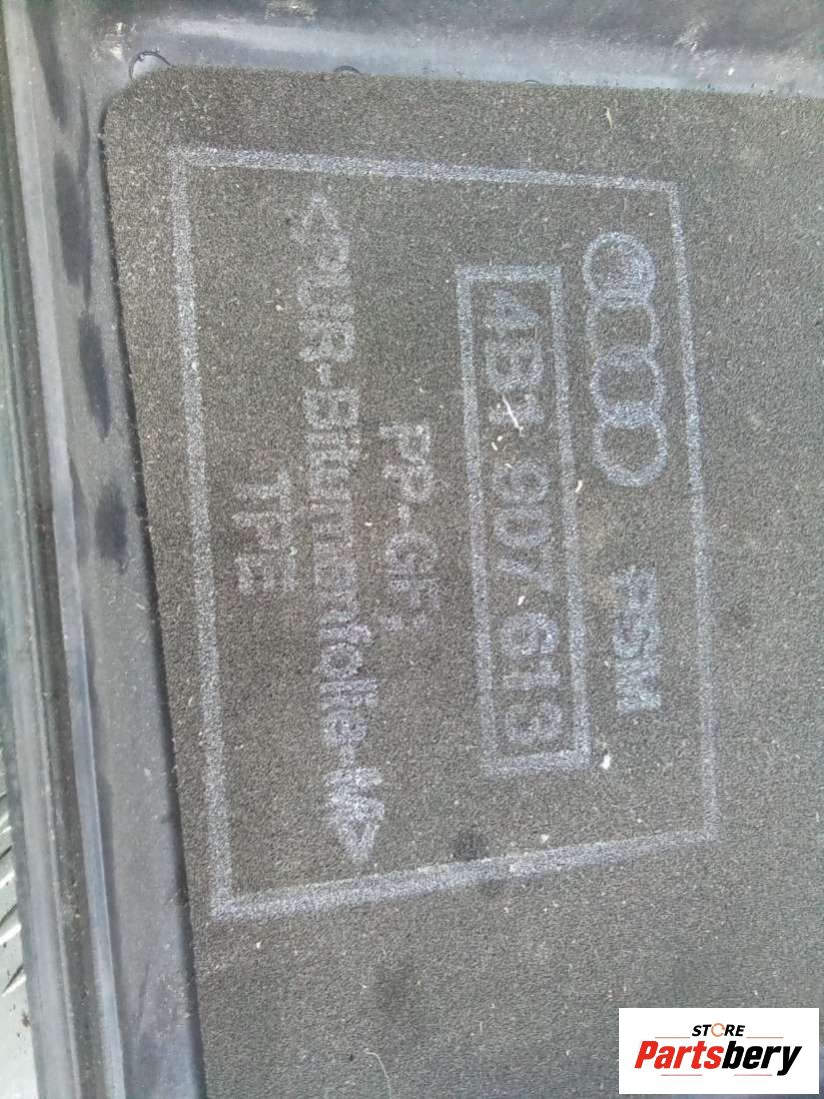 PSM
4B1 907 613
PP-GF;
<PUR-Bitumenfolie-M>
TPE
STORE
Partsbery